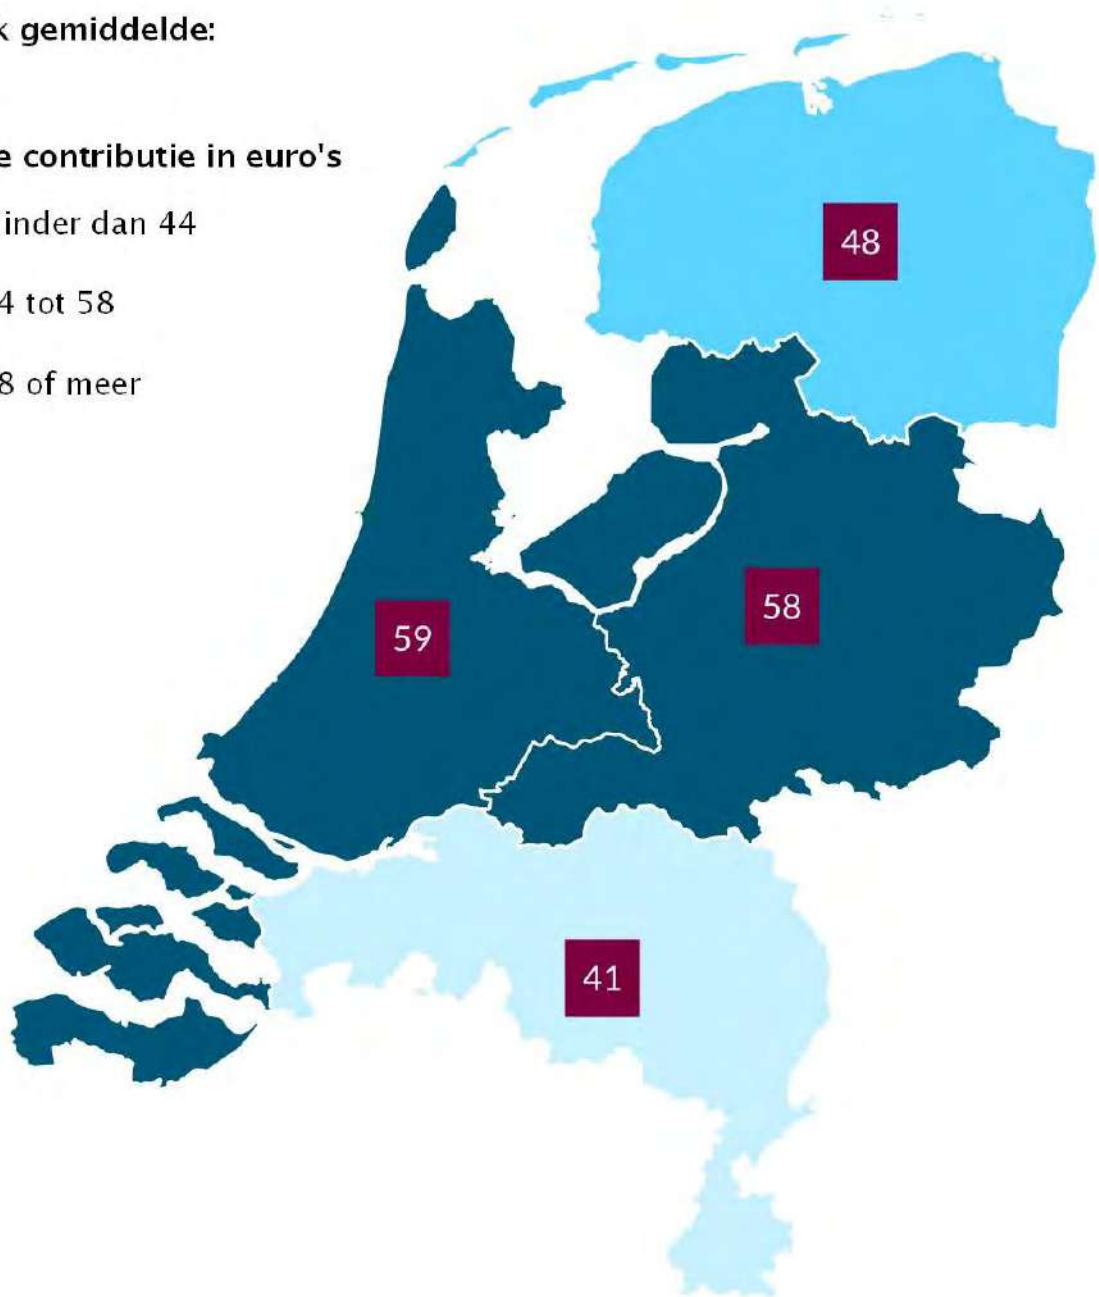 k gemiddelde:
e contributie in euro's
inder dan 44
4 tot 58
8 of meer
48
58
59
41